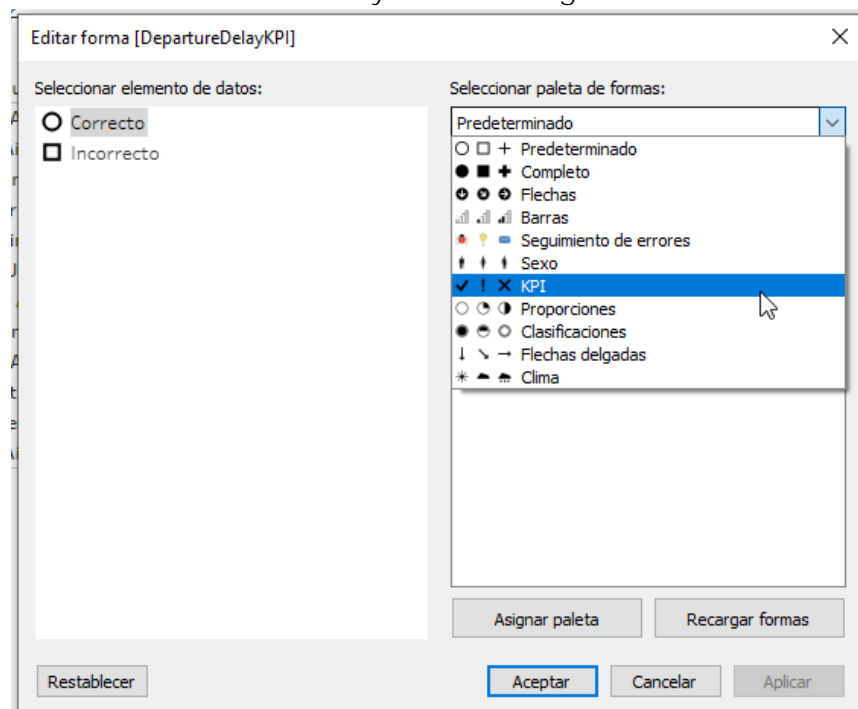 Editar forma [DepartureDelayKPI]
Seleccionar elemento de datos:
Correcto
Incorrecto
Seleccionar paleta de formas:
Predeterminado
Predeterminado
Completo
Flechas
Barras
Seguimiento de errores
Sexo
KPI
Proporciones
Clasificaciones
Flechas delgadas
Clima
Asignar paleta
Recargar formas
Restablecer
Aceptar
Cancelar
Aplicar